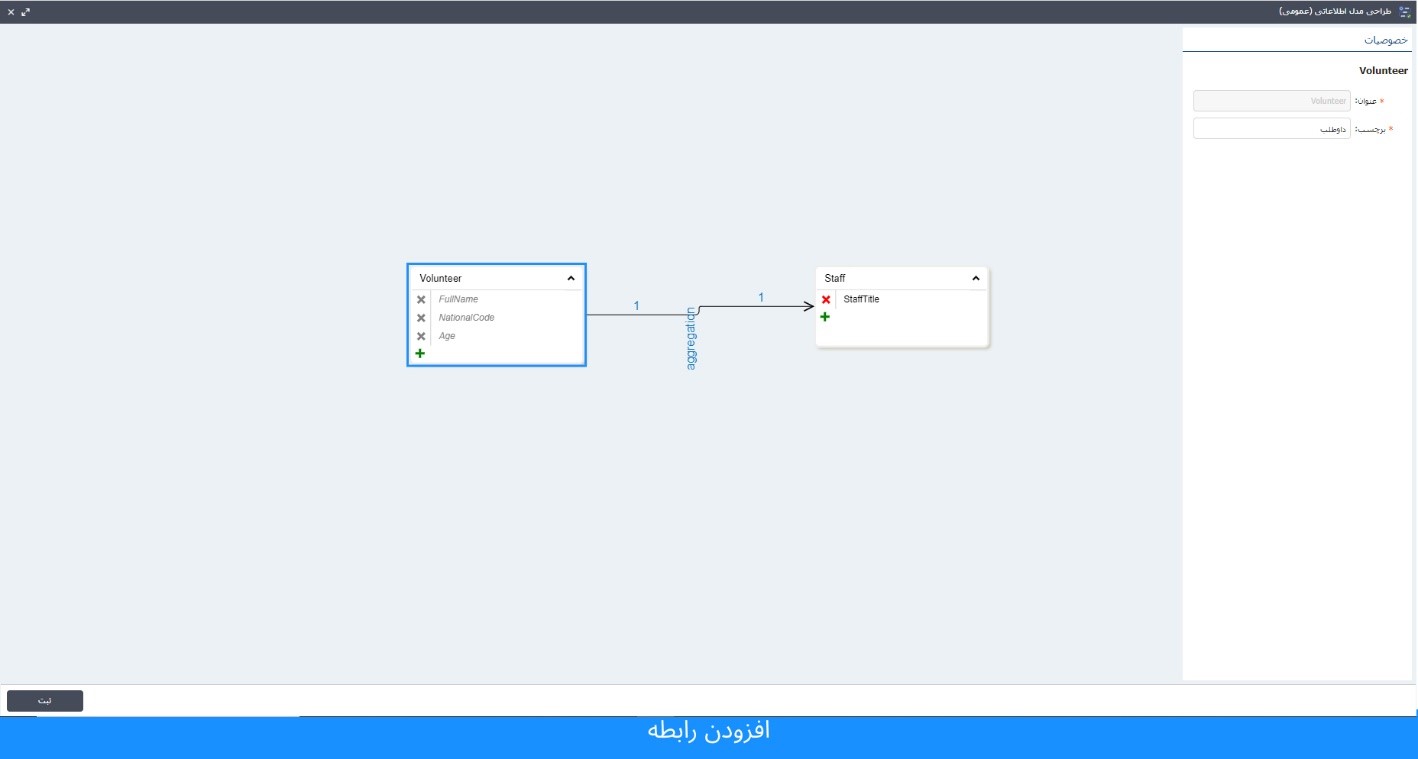 طراحی مدل اطلاعاتی (عمومی)
خصوصیات
Volunteer
* عنوان: Volunteer
* برچسب: داوطلب
Volunteer
FullName
NationalCode
Age
1
aggregation
1
Staff
StaffTitle
ثبت
افزودن رابطه